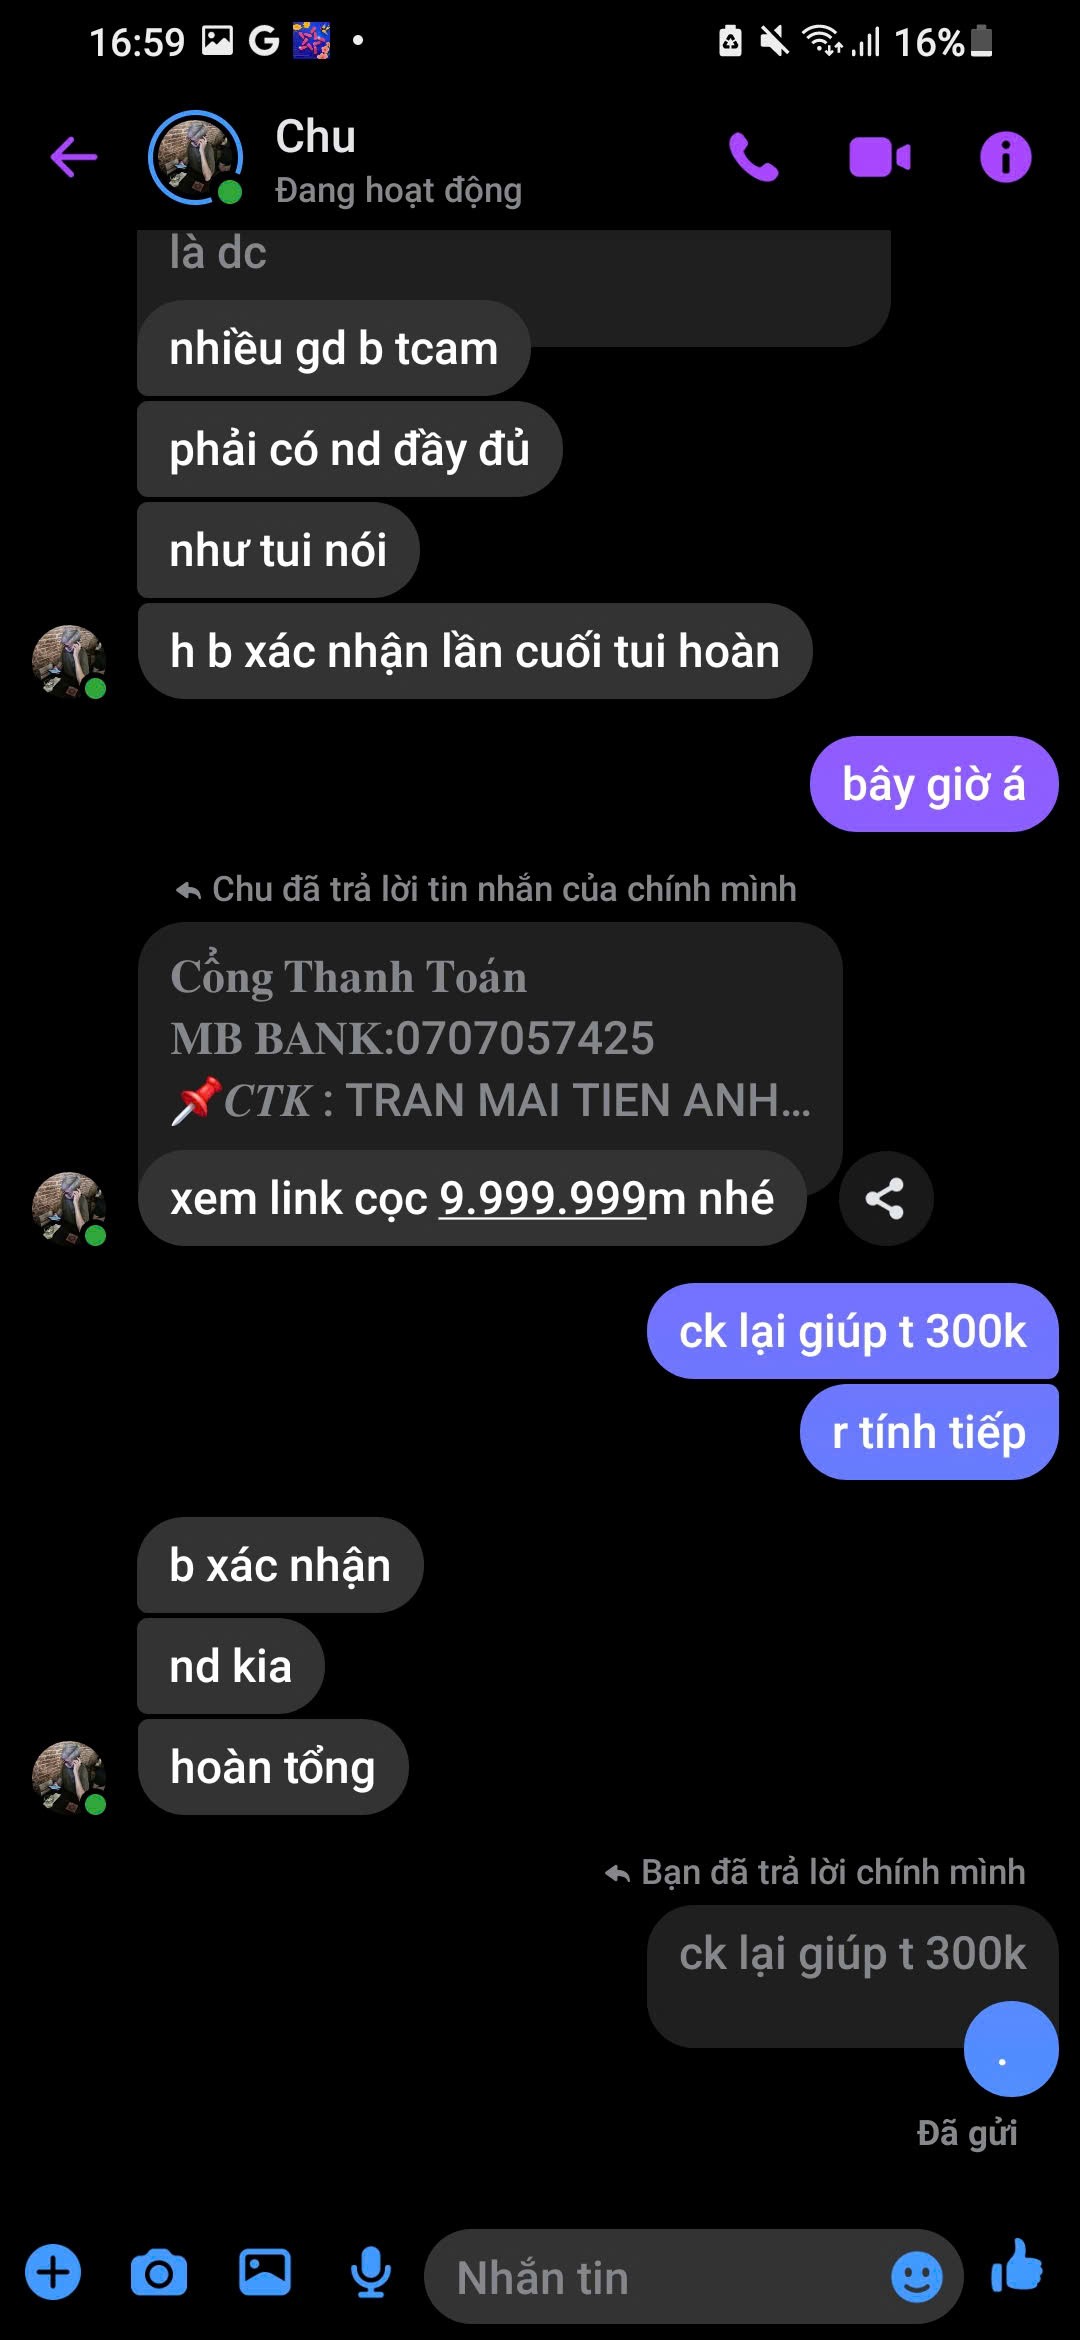 16:59 G 16%
Chu
Đang hoạt động
là dc
nhiều gd b tcam
phải có nd đầy đủ
như tui nói
h b xác nhận lần cuối tui hoàn
bây giờ á
Chu đã trả lời tin nhắn của chính mình
Cổng Thanh Toán
MB BANK:0707057425
📌CTK : TRAN MAI TIEN ANH...
xem link cọc 9.999.999m nhé
ck lại giúp t 300k
r tính tiếp
b xác nhận
nd kia
hoàn tổng
Bạn đã trả lời chính mình
ck lại giúp t 300k
.
Đã gửi
Nhắn tin